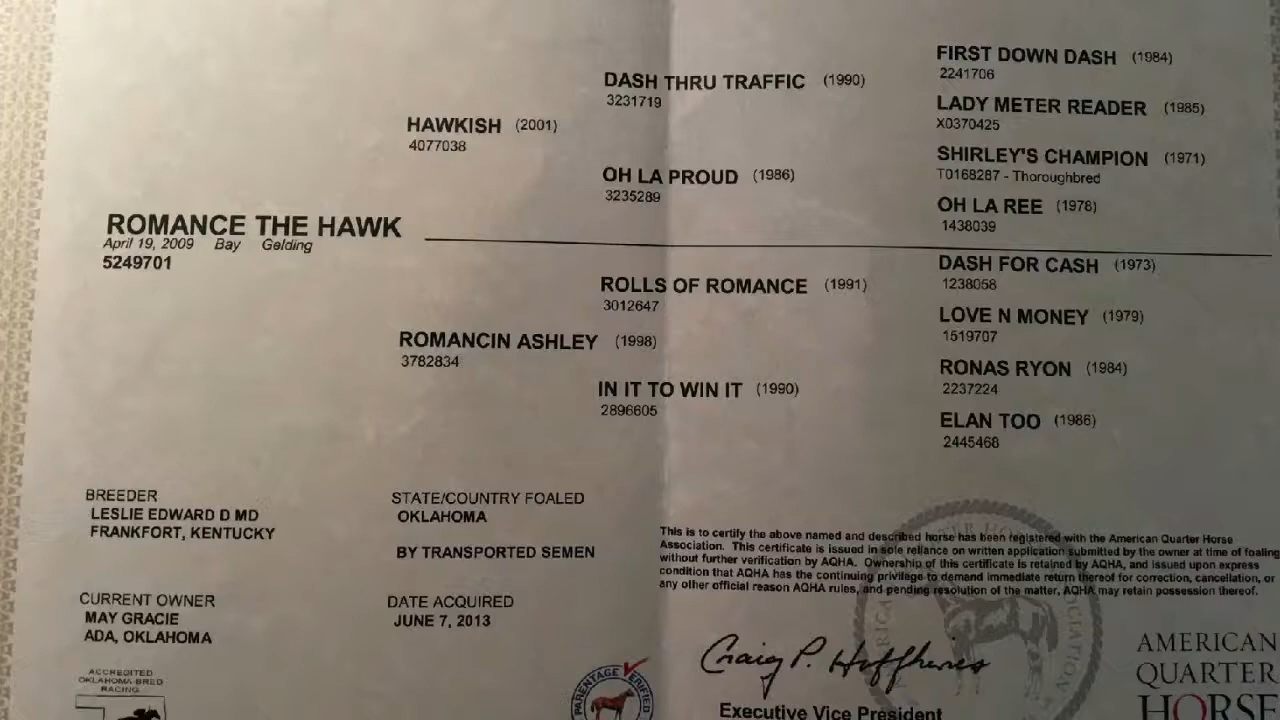 FIRST DOWN DASH (1984)
2241706
DASH THRU TRAFFIC (1990)
3231719
LADY METER READER (1985)
X0370425
HAWKISH (2001)
4077038
SHIRLEY'S CHAMPION (1971)
T0168287 - Thoroughbred
OH LA PROUD (1986)
3235289
OH LA REE (1978)
1438039
ROMANCE THE HAWK
April 19, 2009 Bay Gelding
5249701
DASH FOR CASH (1973)
1238058
ROLLS OF ROMANCE (1991)
3012647
LOVE N MONEY (1979)
1519707
ROMANCIN ASHLEY (1998)
3782834
RONAS RYON (1984)
2237224
IN IT TO WIN IT (1990)
2896605
ELAN TOO (1986)
2445468
BREEDER
LESLIE EDWARD D MD
FRANKFORT, KENTUCKY
STATE/COUNTRY FOALED
OKLAHOMA
BY TRANSPORTED SEMEN
CURRENT OWNER
MAY GRACIE
ADA, OKLAHOMA
DATE ACQUIRED
JUNE 7, 2013
This is to certify the above named and described horse has been registered with the American Quarter Horse
Association. This certificate is issued in sole reliance on written application submitted by the owner at time of foaling
without further verification by AQHA. Ownership of this certificate is retained by AQHA, and issued upon express
condition that AQHA has the continuing privilege to demand immediate return thereof for correction, cancellation, or
any other official reason AQHA rules, and pending resolution of the matter, AQHA may retain possession thereof.
ACCREDITED
OKLAHOMA-BRED
RACING
PARENTAGE VERIFIED
Craig P. Huffhines
Executive Vice President
AMERICAN
QUARTER
HORSE